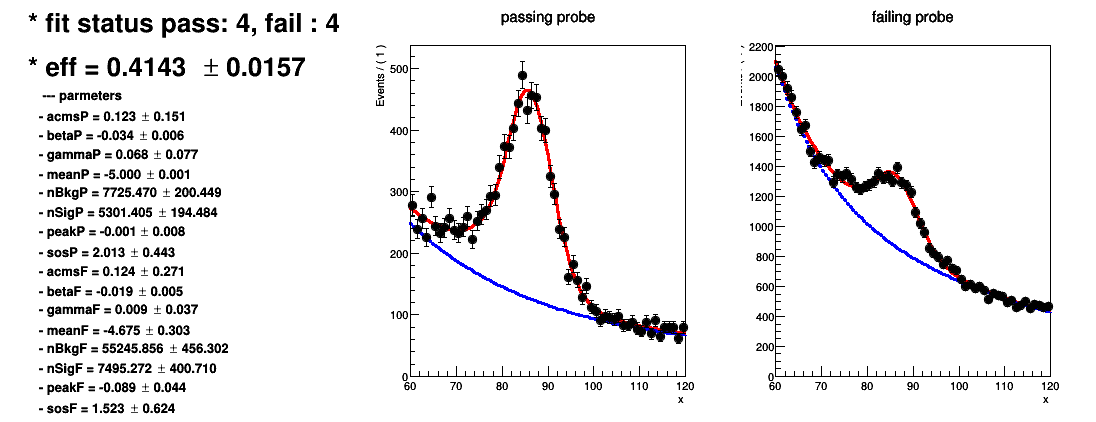 * fit status pass: 4, fail : 4
* eff = 0.4143 ± 0.0157
--- parmeters
- acmsP = 0.123 ± 0.151
- betaP = -0.034 ± 0.006
- gammaP = 0.068 ± 0.077
- meanP = -5.000 ± 0.001
- nBkgP = 7725.470 ± 200.449
- nSigP = 5301.405 ± 194.484
- peakP = -0.001 ± 0.008
- sosP = 2.013 ± 0.443
- acmsF = 0.124 ± 0.271
- betaF = -0.019 ± 0.005
- gammaF = 0.009 ± 0.037
- meanF = -4.675 ± 0.303
- nBkgF = 55245.856 ± 456.302
- nSigF = 7495.272 ± 400.710
- peakF = -0.089 ± 0.044
- sosF = 1.523 ± 0.624
passing probe
Events / ( 1 )
500
400
300
200
100
0
60 70 80 90 100 110 120
x
failing probe
2200
2000
1800
1600
1400
1200
1000
800
600
400
200
0
60 70 80 90 100 110 120
x